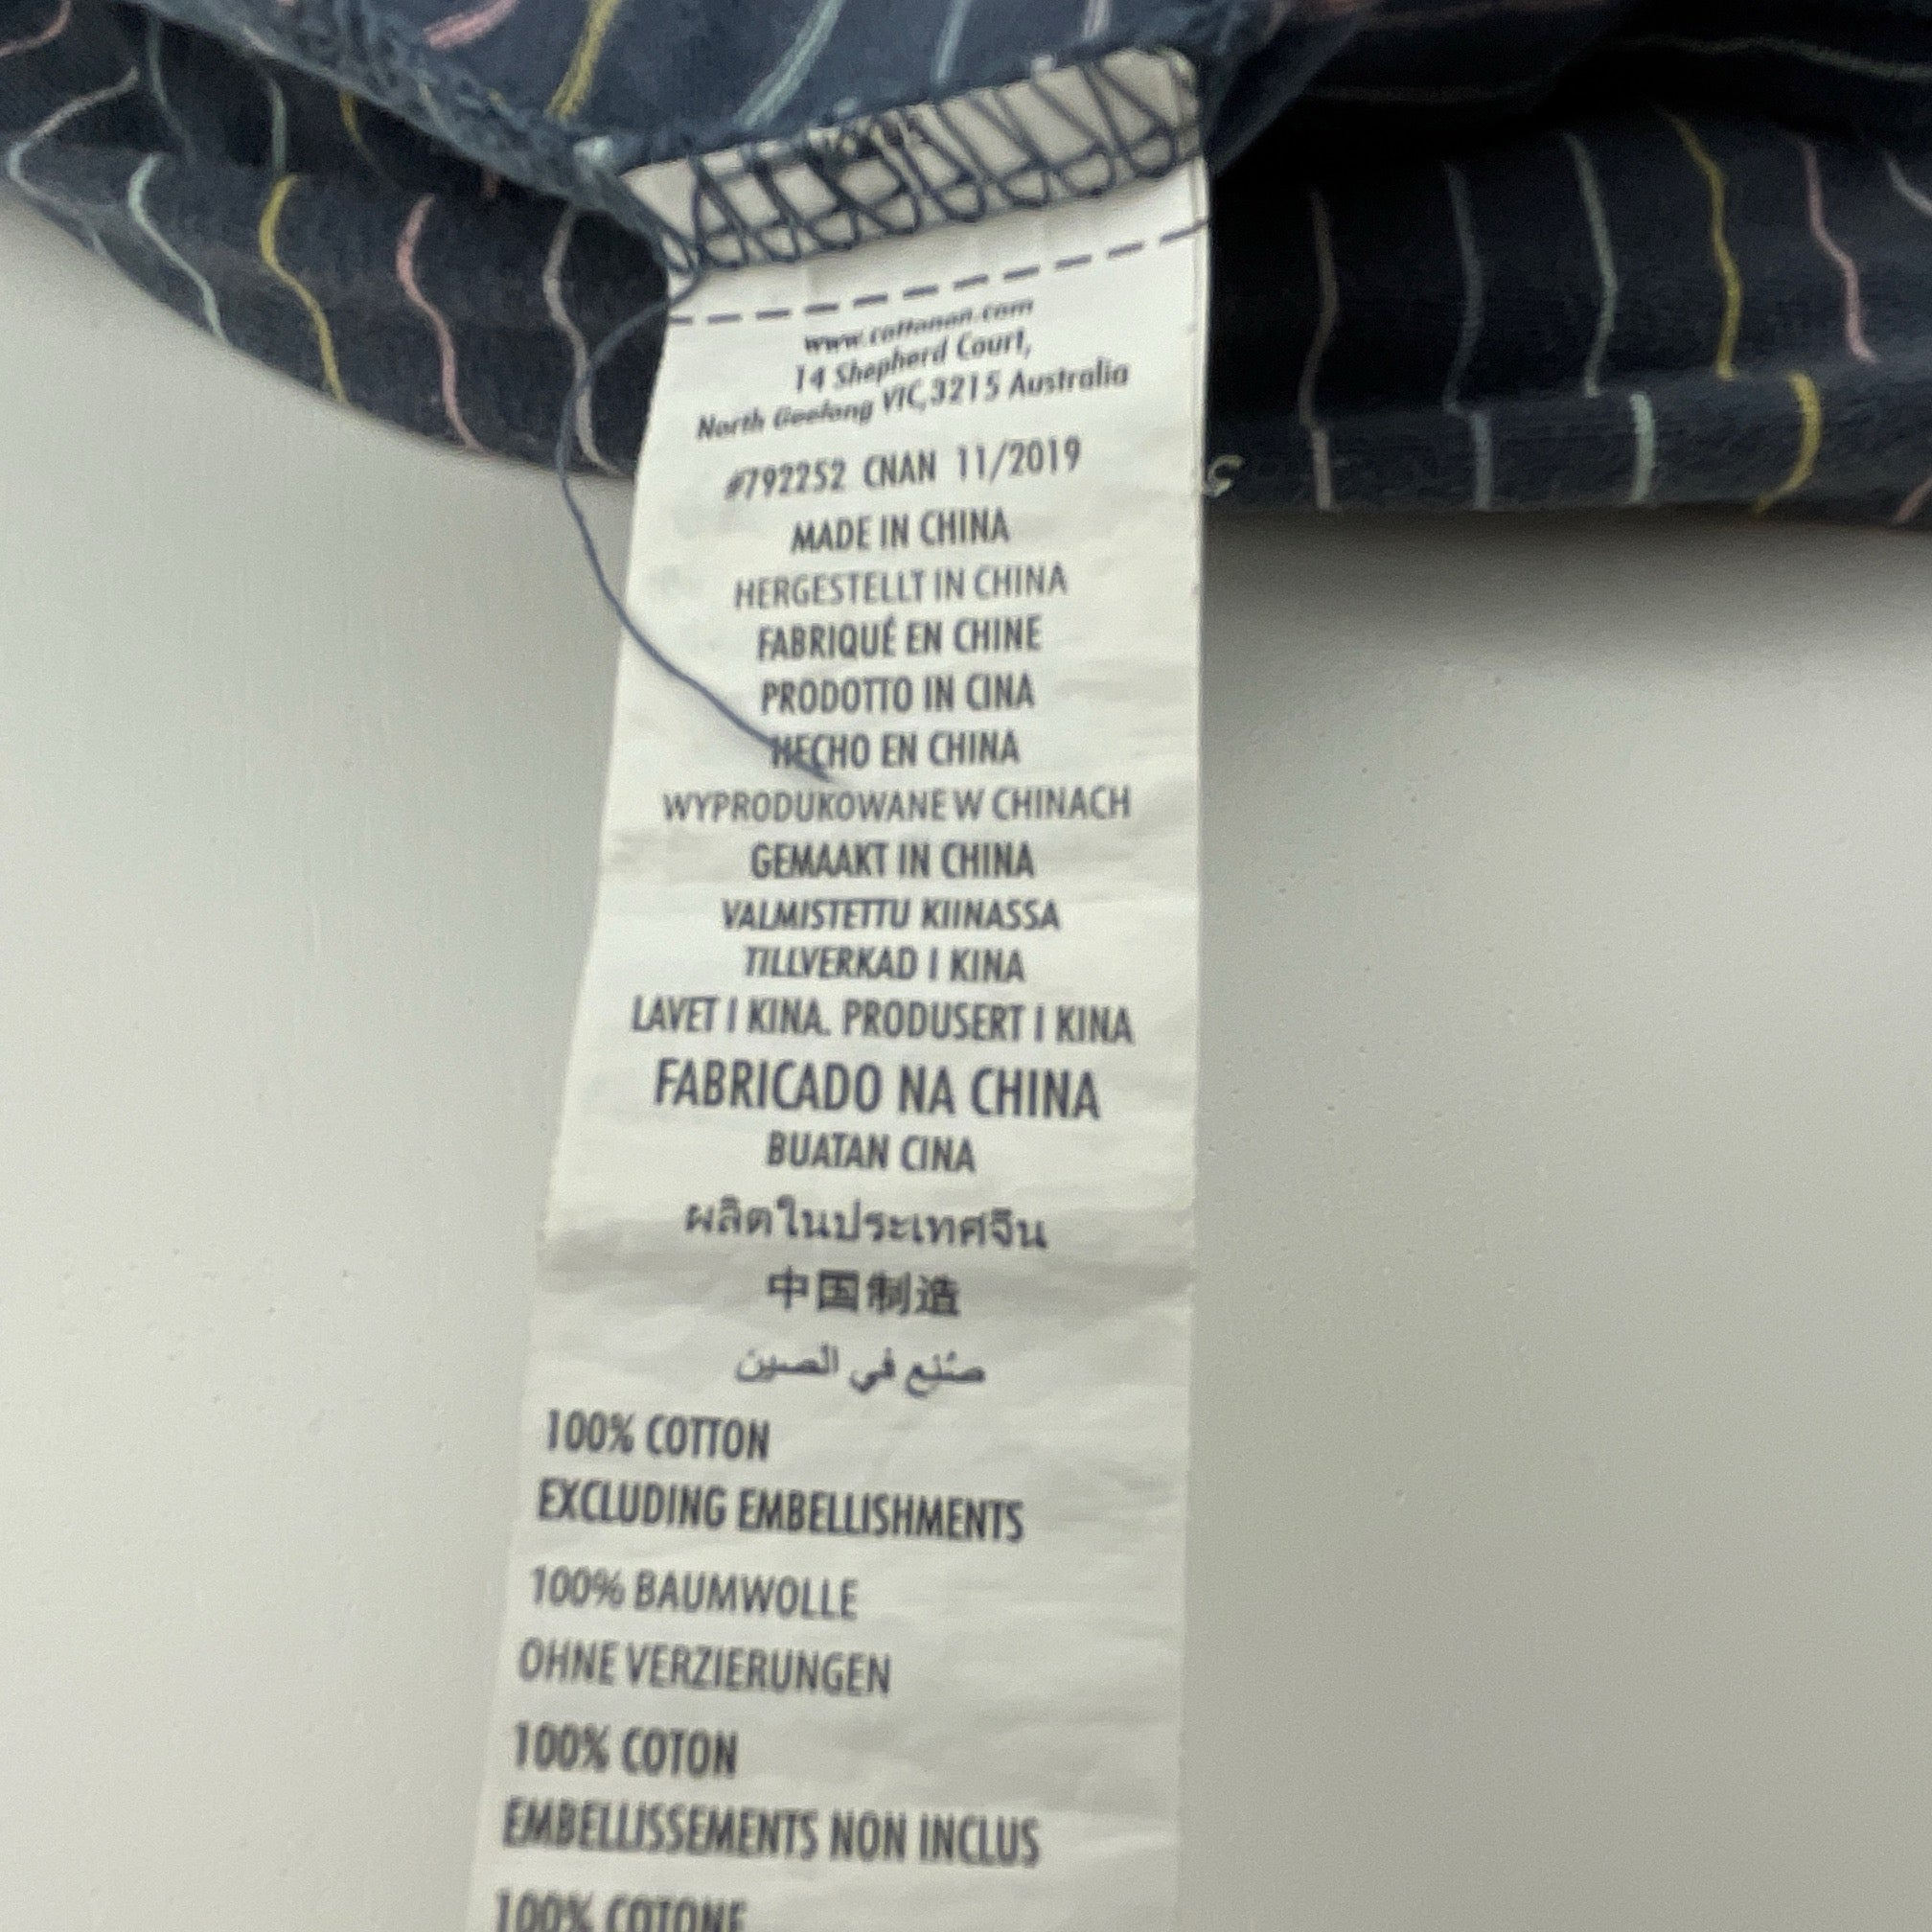 www.cottonon.com
14 Shepherd Court,
North Geelong VIC,3215 Australia
#792252 CNAN 11/2019
MADE IN CHINA
HERGESTELLT IN CHINA
FABRIQUÉ EN CHINE
PRODOTTO IN CINA
HECHO EN CHINA
WYPRODUKOWANE W CHINACH
GEMAAKT IN CHINA
VALMISTETTU KIINASSA
TILLVERKAD I KINA
LAVET I KINA. PRODUSERT I KINA
FABRICADO NA CHINA
BUATAN CINA
ผลิตในประเทศจีน
中国制造
صُنع في الصين
100% COTTON
EXCLUDING EMBELLISHMENTS
100% BAUMWOLLE
OHNE VERZIERUNGEN
100% COTON
EMBELLISSEMENTS NON INCLUS
100% COTONE